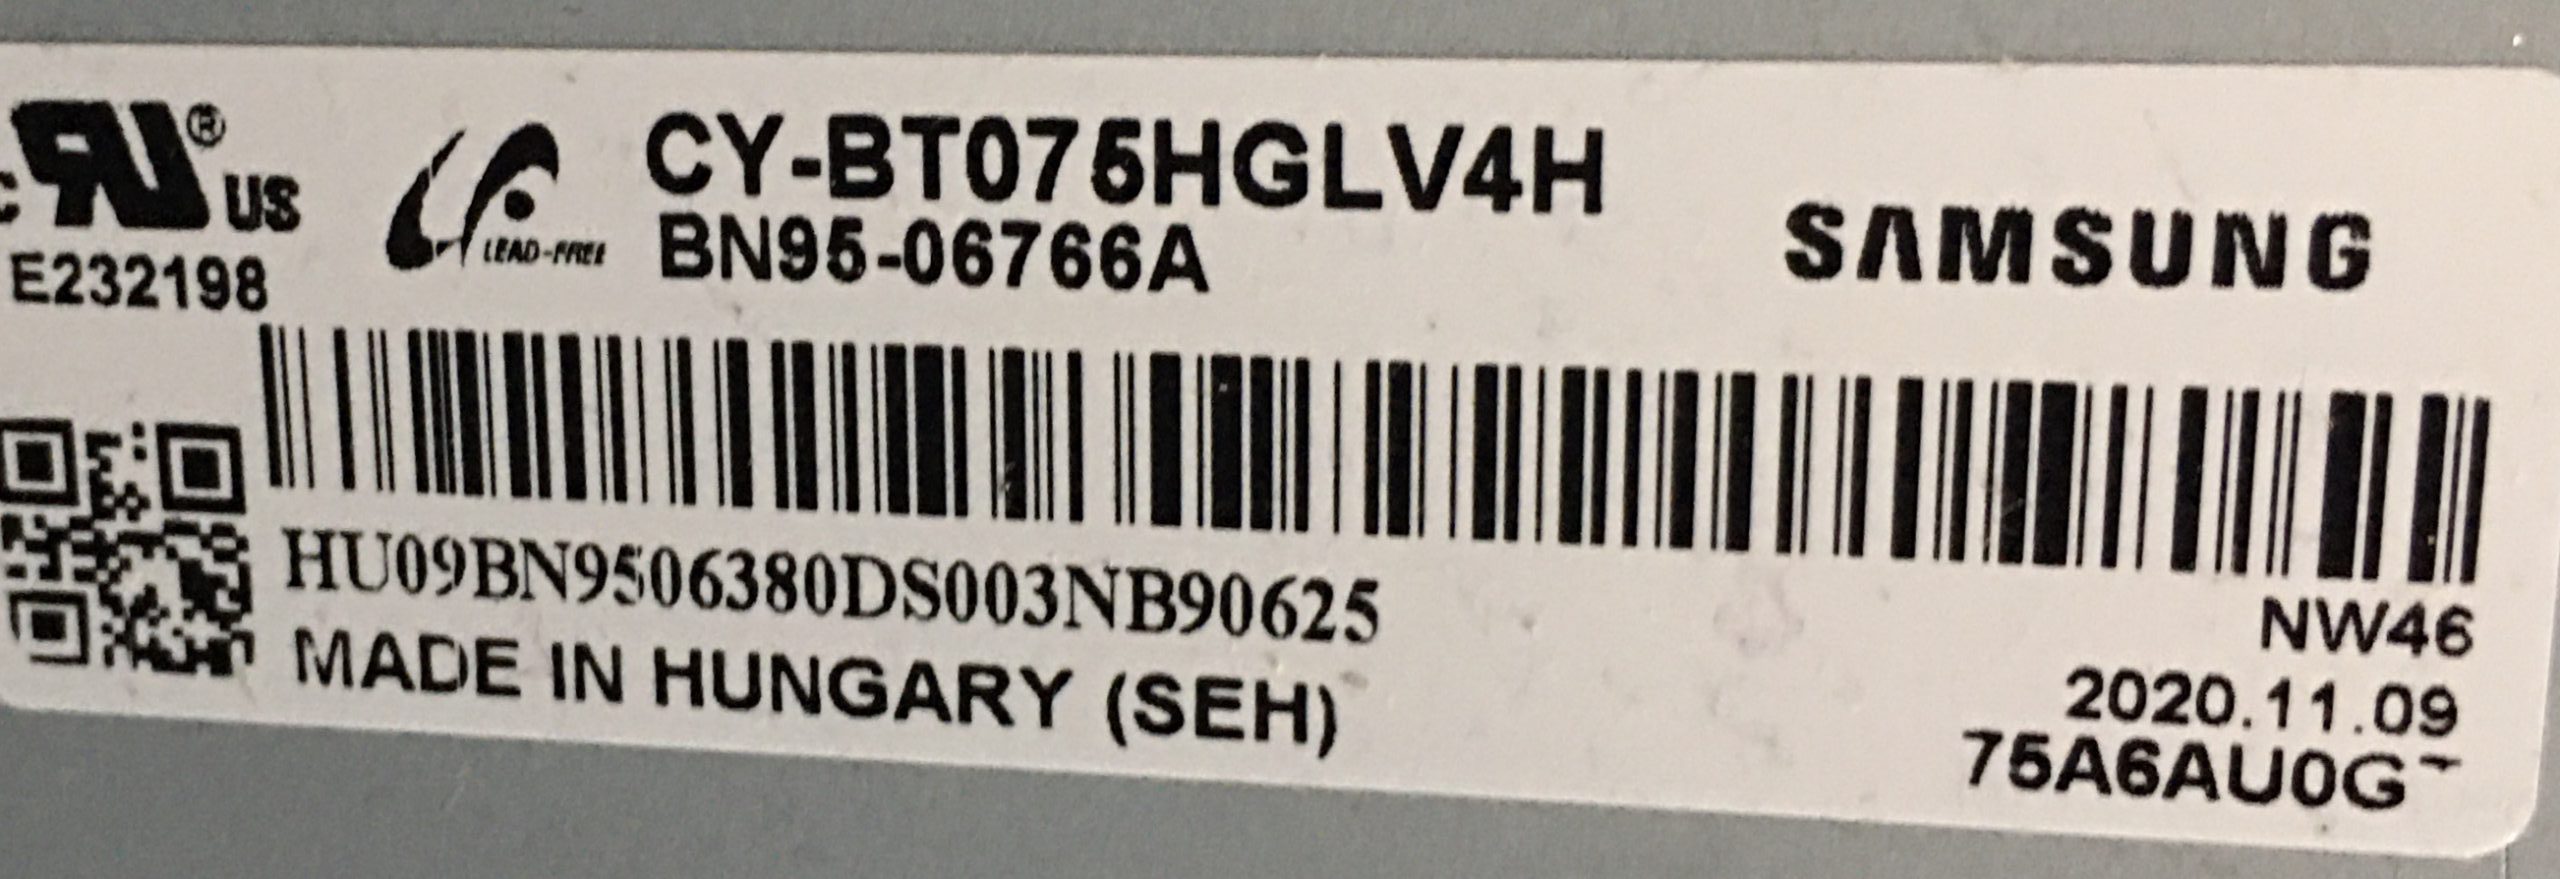 c RU ® US
E232198
LEAD-FREE
CY-BT075HGLV4H
BN95-06766A
SAMSUNG
HU09BN9506380DS003NB90625
MADE IN HUNGARY (SEH)
NW46
2020.11.09
75A6AU0G